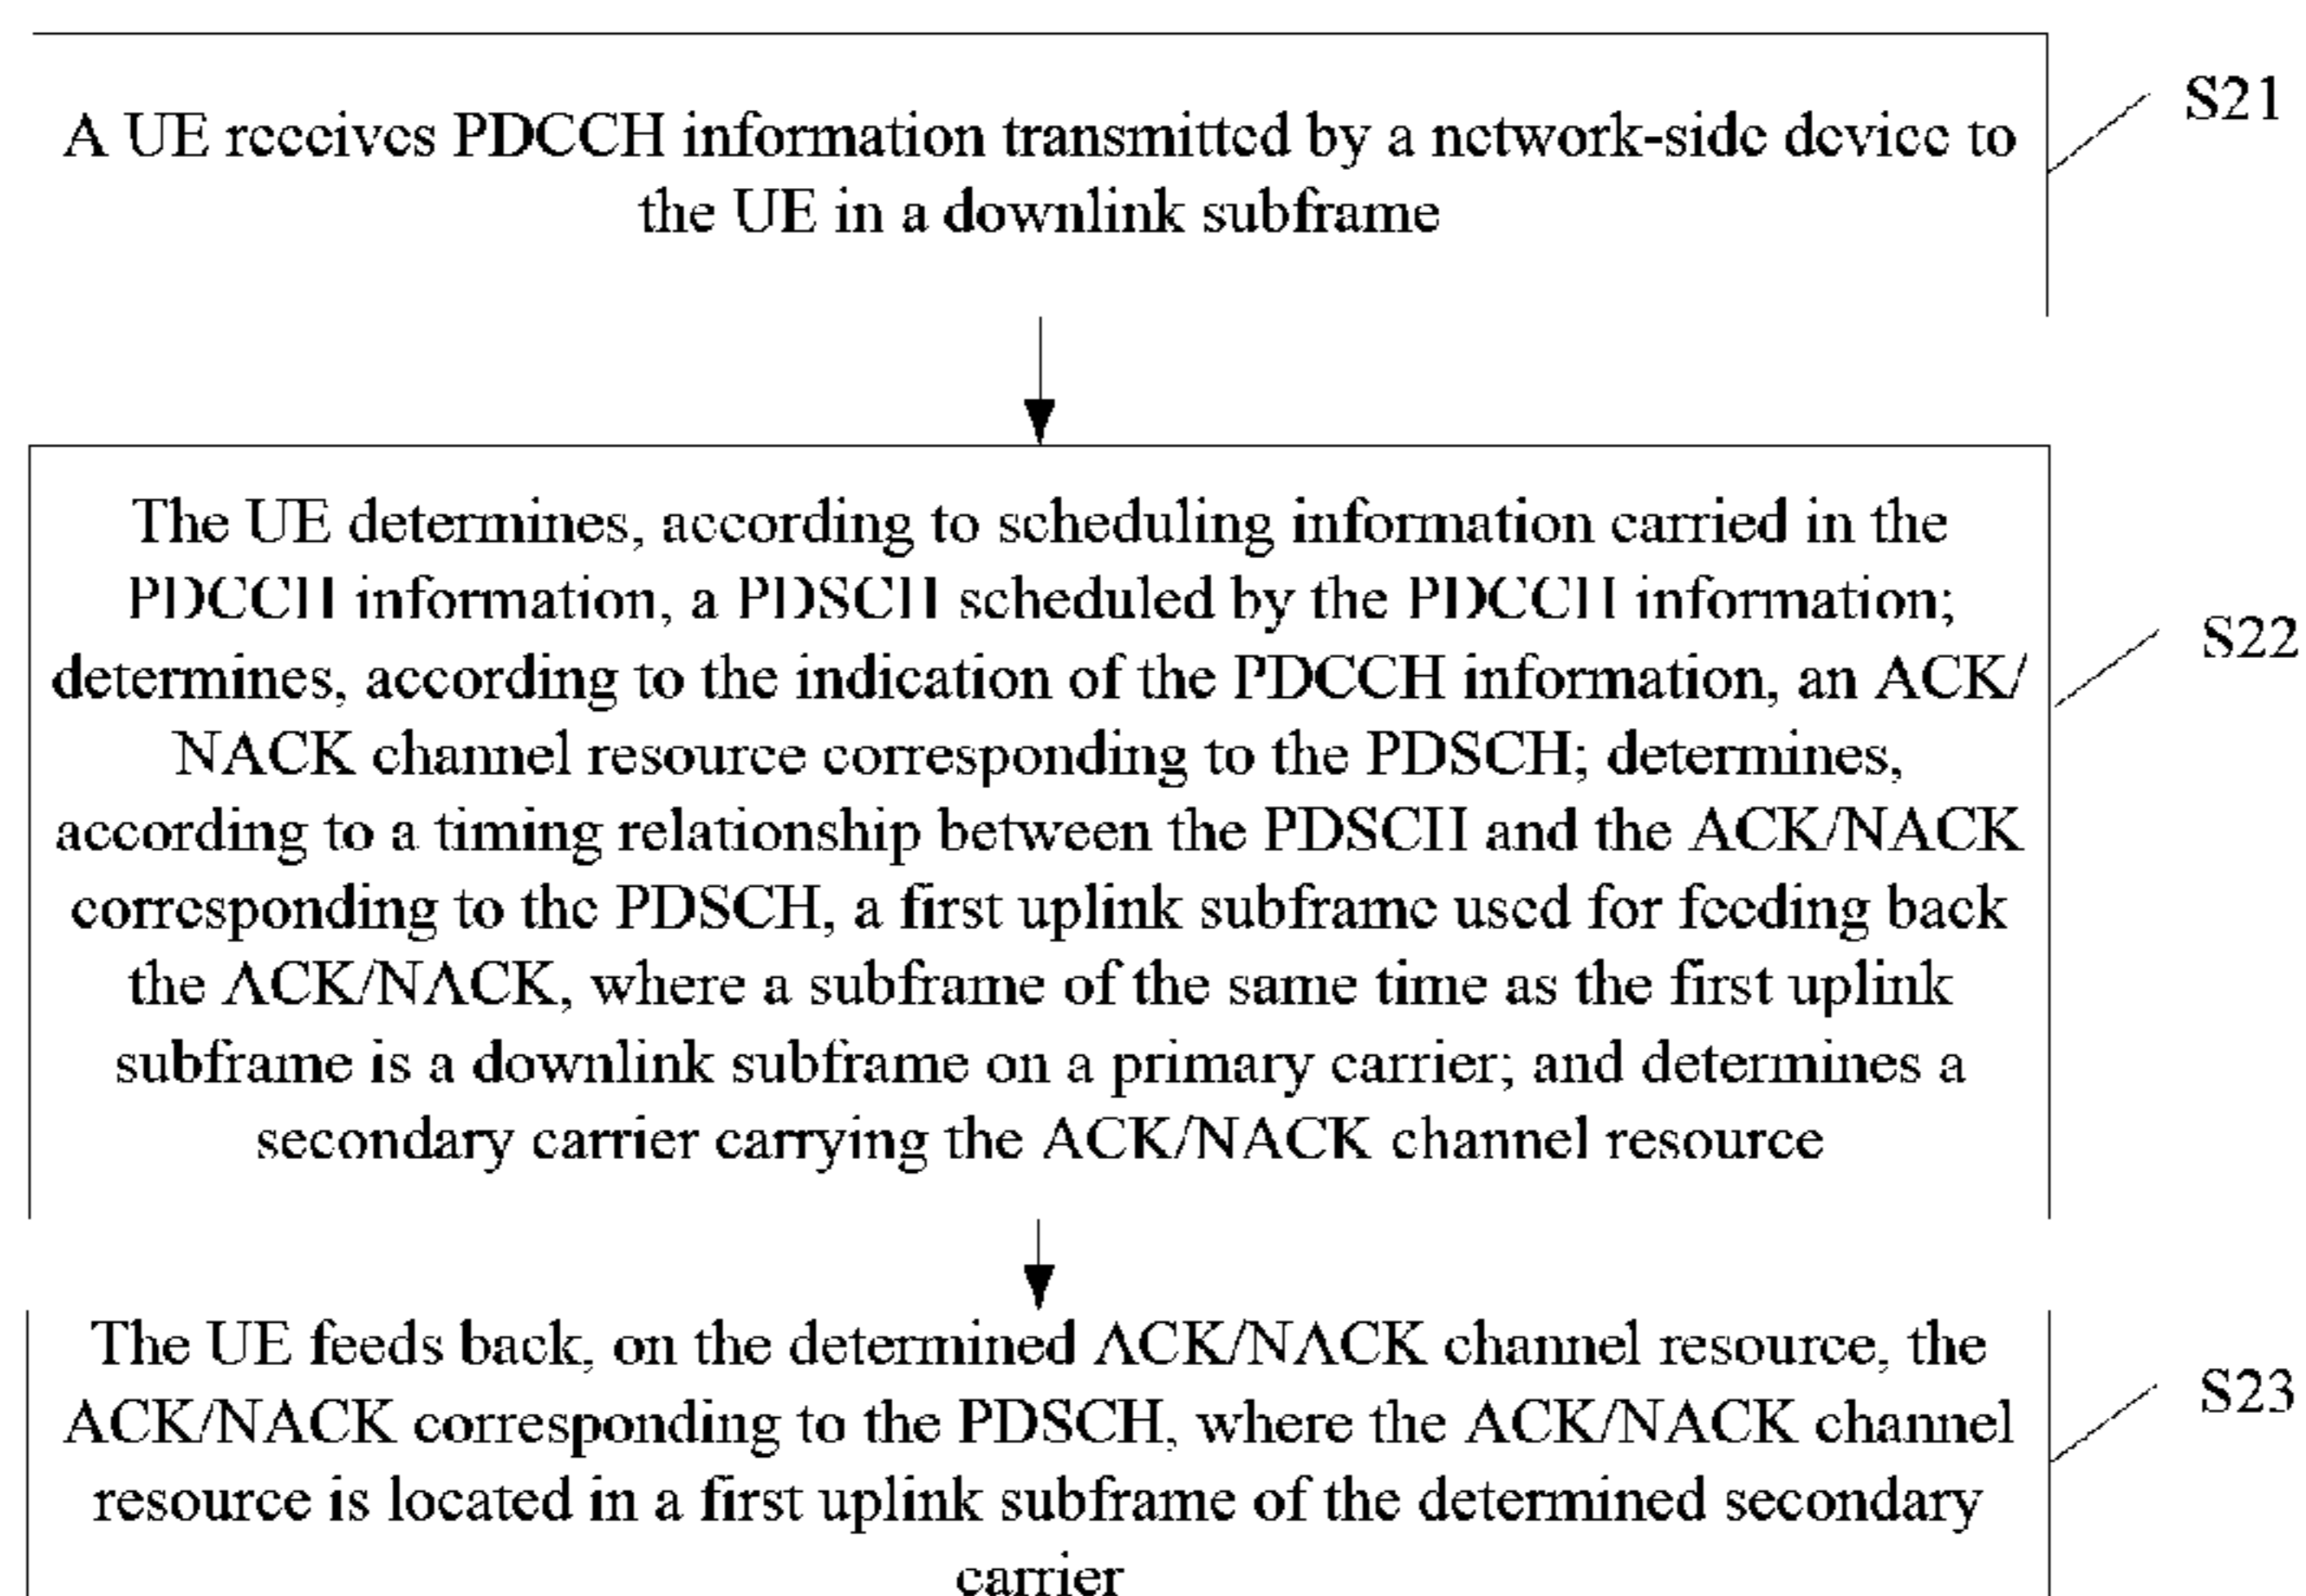 A UE receives PDCCH information transmitted by a network-side device to
the UE in a downlink subframe
S21
The UE determines, according to scheduling information carried in the
PDCCH information, a PDSCH scheduled by the PDCCH information;
determines, according to the indication of the PDCCH information, an ACK/
NACK channel resource corresponding to the PDSCH; determines,
according to a timing relationship between the PDSCH and the ACK/NACK
corresponding to the PDSCH, a first uplink subframe used for feeding back
the ACK/NACK, where a subframe of the same time as the first uplink
subframe is a downlink subframe on a primary carrier; and determines a
secondary carrier carrying the ACK/NACK channel resource
S22
The UE feeds back, on the determined ACK/NACK channel resource, the
ACK/NACK corresponding to the PDSCH, where the ACK/NACK channel
resource is located in a first uplink subframe of the determined secondary
carrier
S23